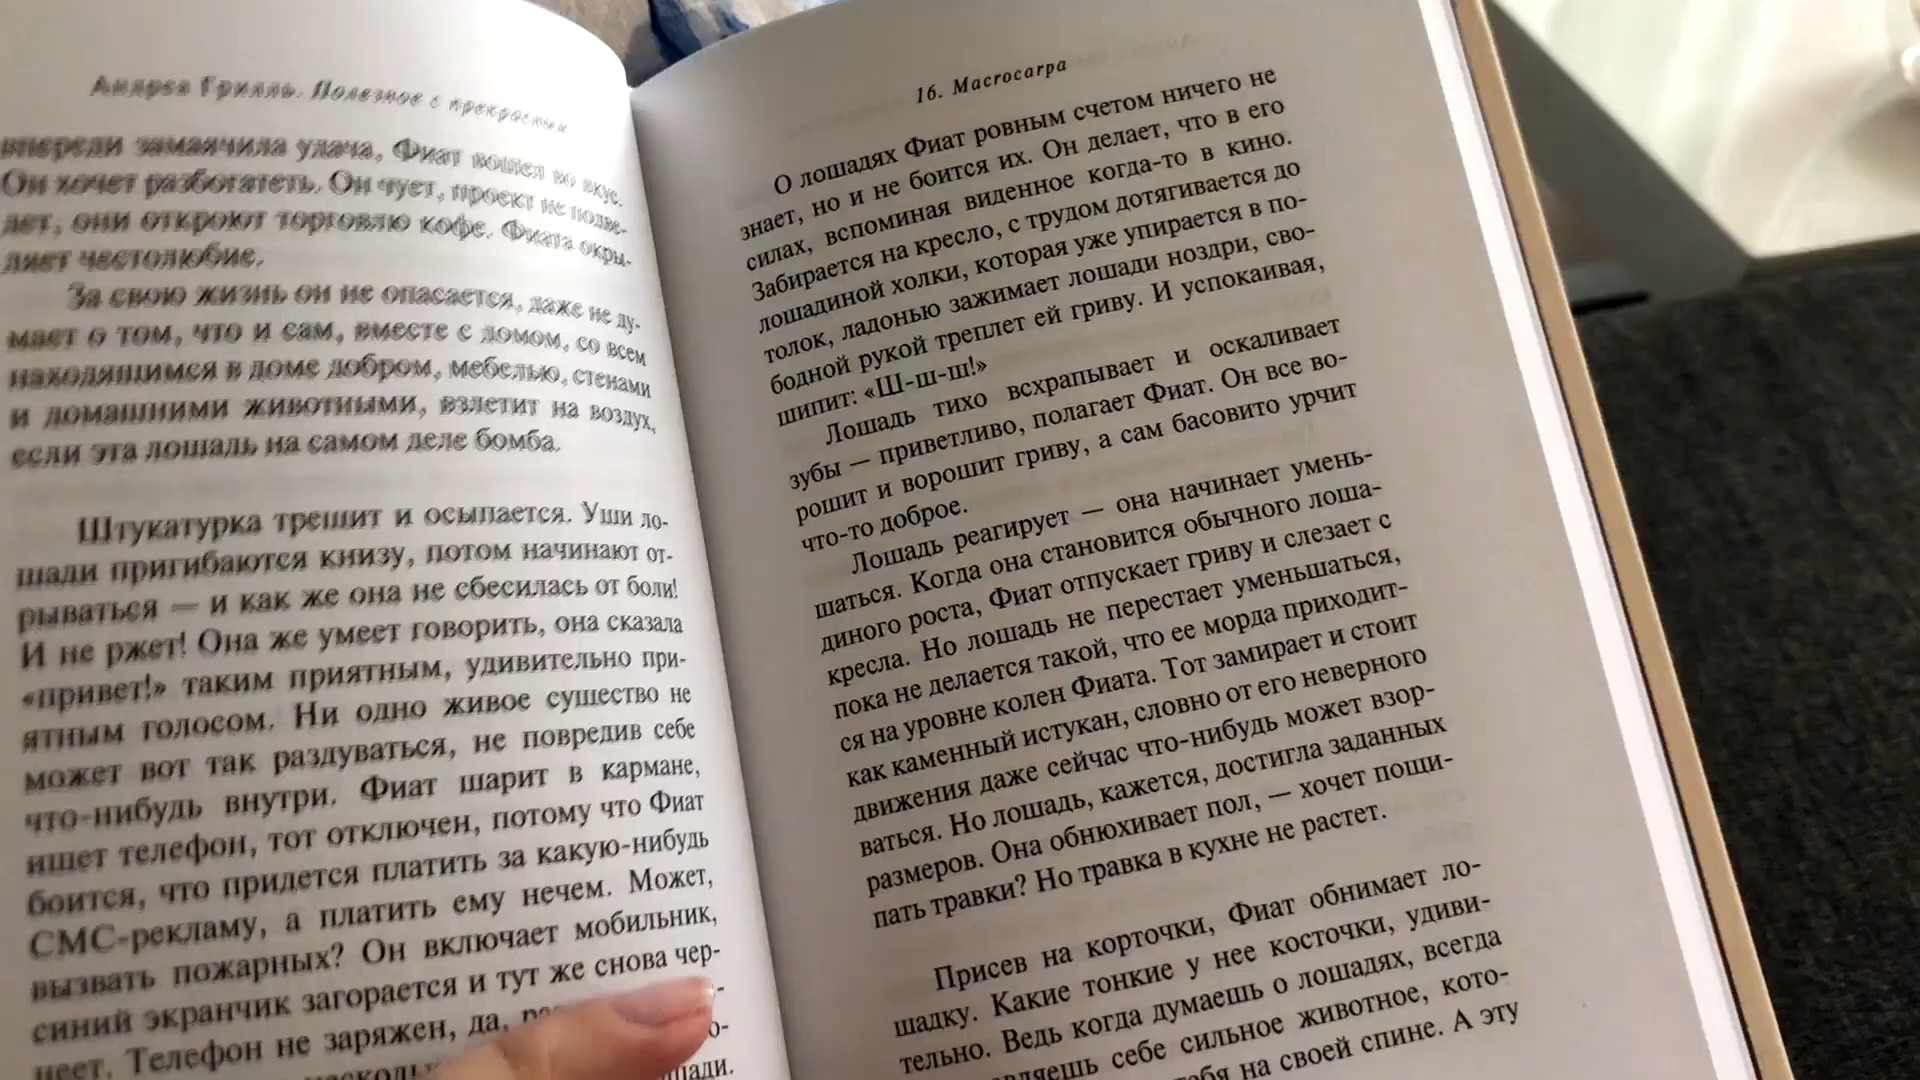 Андреа Грилль. Полезное с прекрасным
впереди замаячила удача, Фиат вошел во вкус.
Он хочет разбогатеть. Он чует, проект не подве-
дет, они откроют торговлю кофе. Фиата окры-
ляет честолюбие.
За свою жизнь он не опасается, даже не ду-
мает о том, что и сам, вместе с домом, со всем
находящимся в доме добром, мебелью, стенами
и домашними животными, взлетит на воздух,
если эта лошадь на самом деле бомба.
Штукатурка трещит и осыпается. Уши ло-
шади пригибаются книзу, потом начинают от-
рываться — и как же она не сбесилась от боли!
И не ржет! Она же умеет говорить, она сказала
«привет!» таким приятным, удивительно при-
ятным голосом. Ни одно живое существо не
может вот так раздуваться, не повредив себе
что-нибудь внутри. Фиат шарит в кармане,
ищет телефон, тот отключен, потому что Фиат
боится, что придется платить за какую-нибудь
СМС-рекламу, а платить ему нечем. Может,
вызвать пожарных? Он включает мобильник,
синий экранчик загорается и тут же снова чер-
неет. Телефон не заряжен, да,
шади.
16. Macrocarpa
О лошадях Фиат ровным счетом ничего не
знает, но и не боится их. Он делает, что в его
силах, вспоминая виденное когда-то в кино.
Забирается на кресло, с трудом дотягивается до
лошадиной холки, которая уже упирается в по-
толок, ладонью зажимает лошади ноздри, сво-
бодной рукой треплет ей гриву. И успокаивая,
шипит: «Ш-ш-ш!»
Лошадь тихо всхрапывает и оскаливает
зубы — приветливо, полагает Фиат. Он все во-
рошит и ворошит гриву, а сам басовито урчит
что-то доброе.
Лошадь реагирует — она начинает умень-
шаться. Когда она становится обычного лоша-
диного роста, Фиат отпускает гриву и слезает с
кресла. Но лошадь не перестает уменьшаться,
пока не делается такой, что ее морда приходит-
ся на уровне колен Фиата. Тот замирает и стоит
как каменный истукан, словно от его неверного
движения даже сейчас что-нибудь может взор-
ваться. Но лошадь, кажется, достигла заданных
размеров. Она обнюхивает пол, — хочет пощи-
пать травки? Но травка в кухне не растет.
Присев на корточки, Фиат обнимает ло-
шадку. Какие тонкие у нее косточки, удиви-
тельно. Ведь когда думаешь о лошадях, всегда
себе сильное животное, кото-
на своей спине. А эту